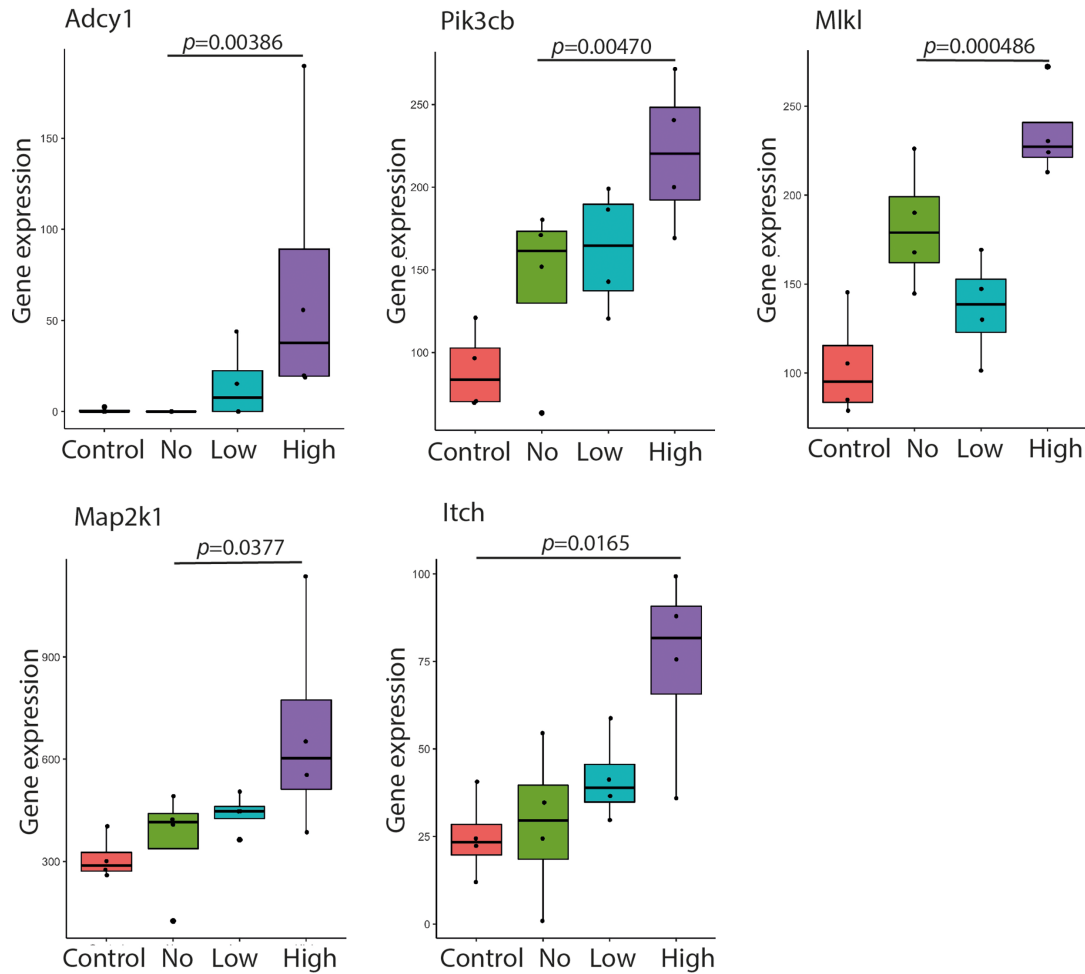 Adcy1
p=0.00386
Gene expression
150
100
50
0
Control No Low High
Pik3cb
p=0.00470
Gene expression
250
200
150
100
Control No Low High
Mlkl
p=0.000486
Gene expression
250
200
150
100
Control No Low High
Map2k1
p=0.0377
Gene expression
900
600
300
Control No Low High
Itch
p=0.0165
Gene expression
100
75
50
25
0
Control No Low High